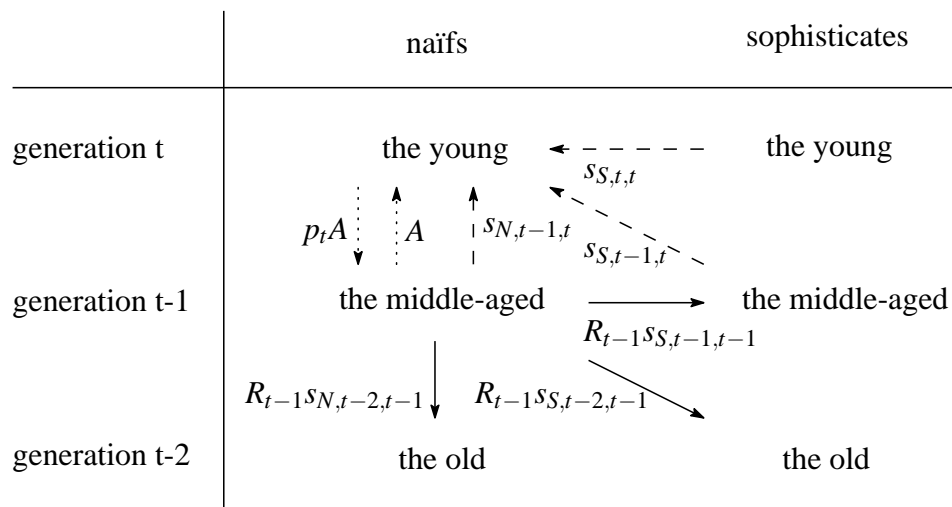 naïfs sophisticates
generation t the young the young
s_{S,t,t}
p_tA A s_{N,t−1,t}
s_{S,t−1,t}
generation t-1 the middle-aged the middle-aged
R_{t−1}s_{S,t−1,t−1}
R_{t−1}s_{N,t−2,t−1} R_{t−1}s_{S,t−2,t−1}
generation t-2 the old the old